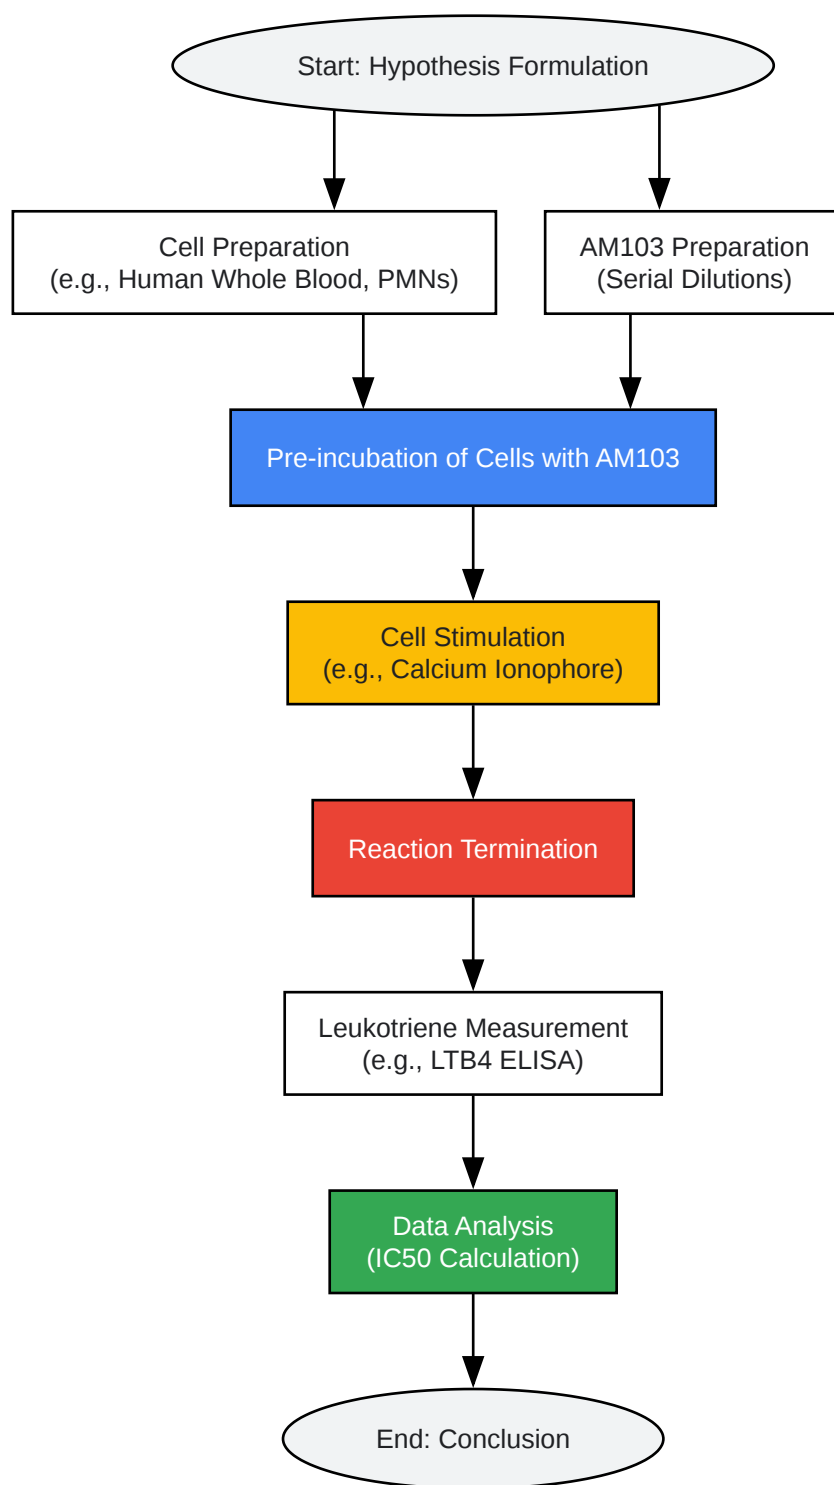 Start: Hypothesis Formulation
Cell Preparation
(e.g., Human Whole Blood, PMNs)
AM103 Preparation
(Serial Dilutions)
Pre-incubation of Cells with AM103
Cell Stimulation
(e.g., Calcium Ionophore)
Reaction Termination
Leukotriene Measurement
(e.g., LTB4 ELISA)
Data Analysis
(IC50 Calculation)
End: Conclusion